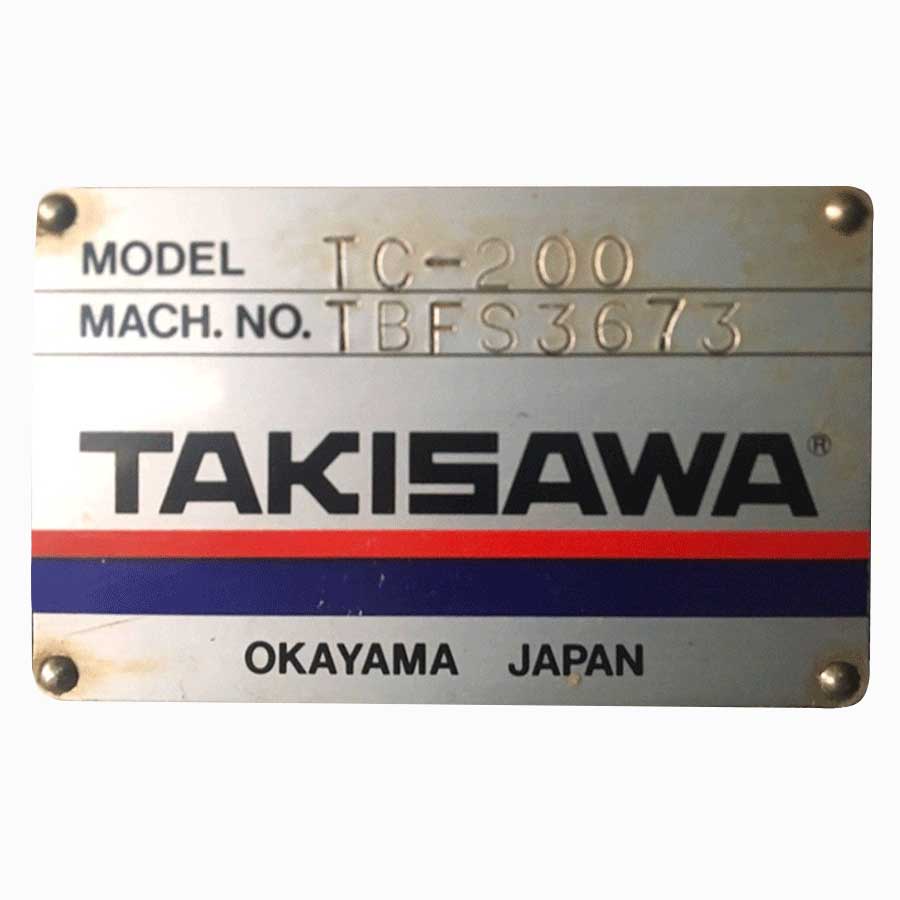 MODEL TC-200
MACH. NO. TBFS3673
TAKISAWA®
OKAYAMA JAPAN